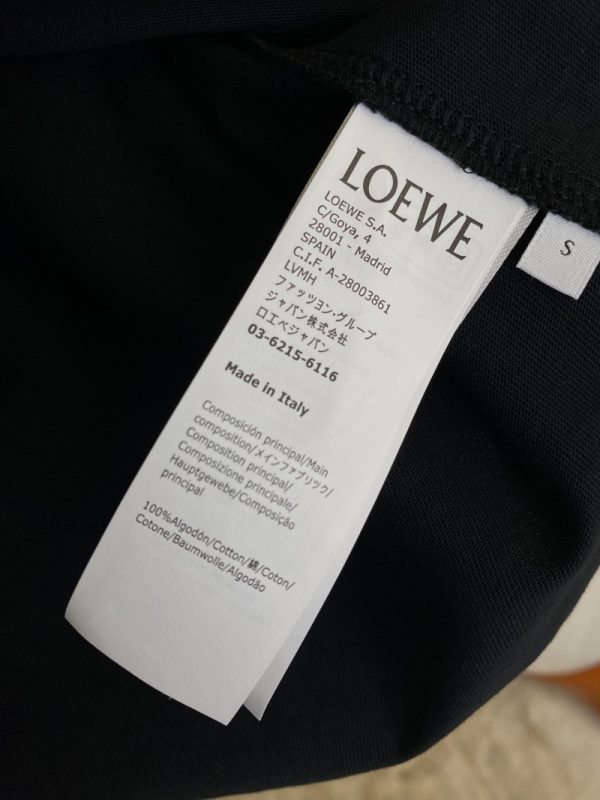 LOEWE
LOEWE S.A.
C/Goya, 4
28001 - Madrid
SPAIN
C.I.F. A-28003861
LVMH
ファッツョン・グループ
ジャパン株式会社
ロエベジャパン
03-6215-6116
Made in Italy
Composición principal/Main
composition/メインファブリック/
Composition principal/
Composizione principale/
Hauptgewebe/Composição
principal
100%Algodón/Cotton/綿/Coton/
Cotone/Baumwolle/Algodão
S